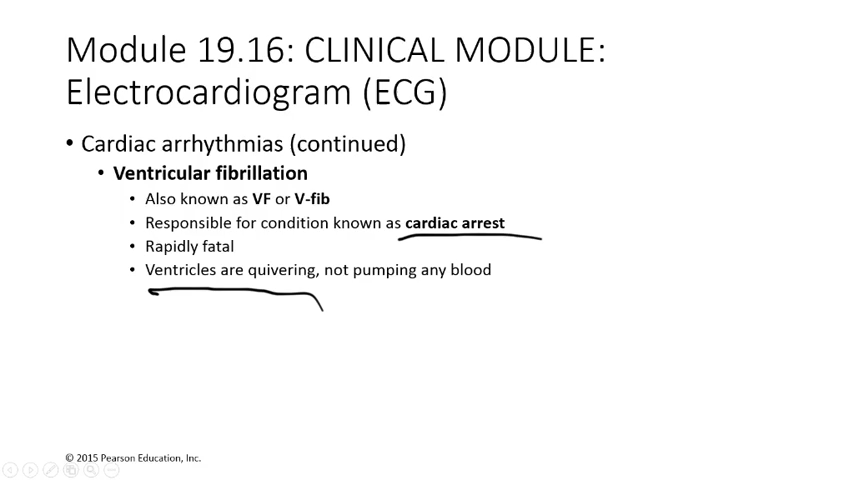 Module 19.16: CLINICAL MODULE:
Electrocardiogram (ECG)
• Cardiac arrhythmias (continued)
• Ventricular fibrillation
• Also known as VF or V-fib
• Responsible for condition known as cardiac arrest
• Rapidly fatal
• Ventricles are quivering, not pumping any blood
© 2015 Pearson Education, Inc.